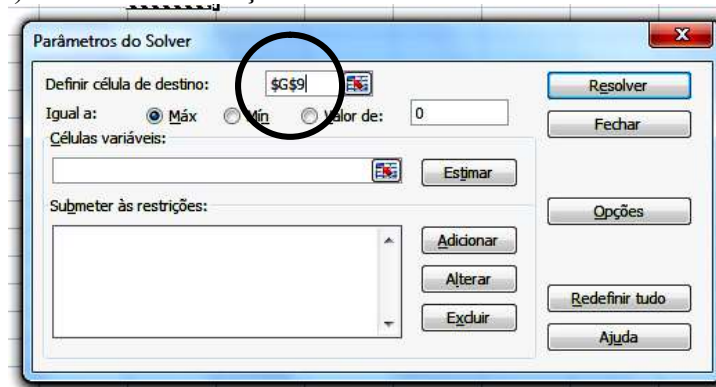 Parâmetros do Solver
Definir célula de destino: $G$9
Resolver
Igual a: Máx Mín Valor de: 0
Fechar
Células variáveis:
Estimar
Submeter às restrições:
Opções
Adicionar
Alterar
Redefinir tudo
Excluir
Ajuda